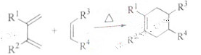 R¹ R³ R¹ R³
+ △
R² R⁴ R² R⁴